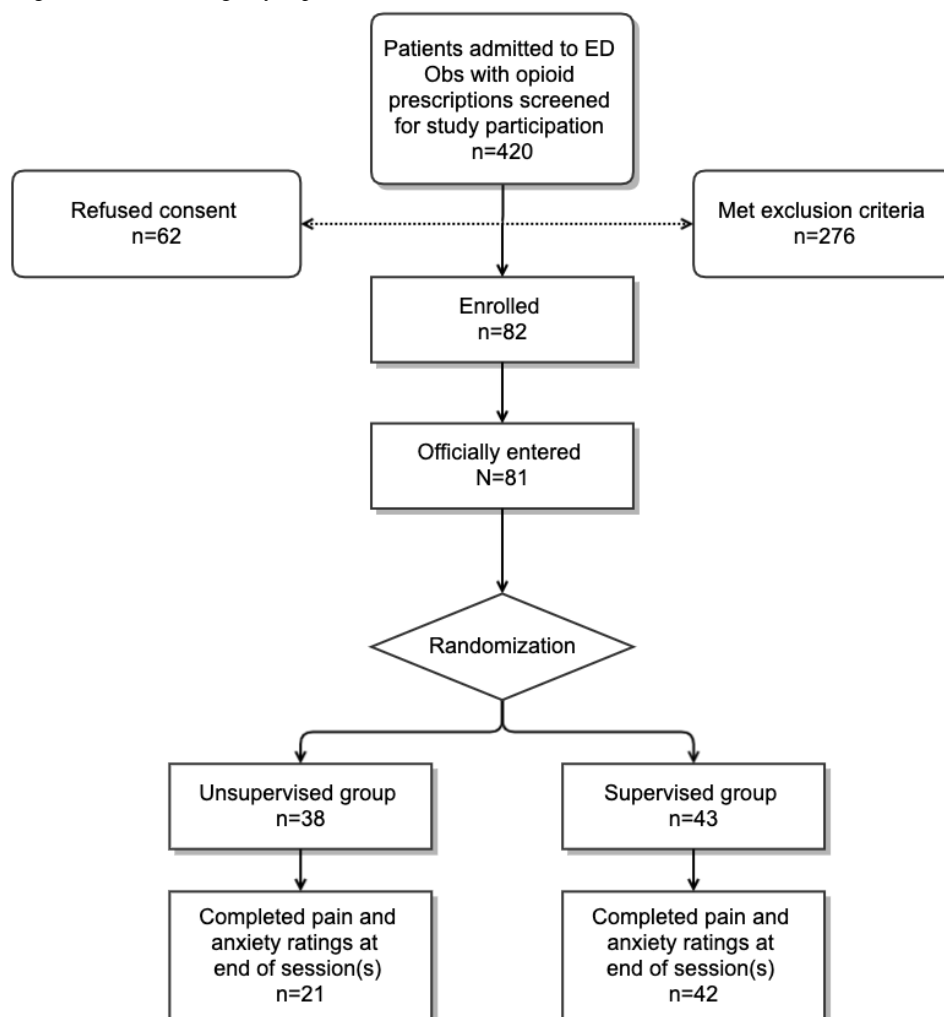 Patients admitted to ED
Obs with opioid
prescriptions screened
for study participation
n=420
Refused consent
n=62
Met exclusion criteria
n=276
Enrolled
n=82
Officially entered
N=81
Randomization
Unsupervised group
n=38
Supervised group
n=43
Completed pain and
anxiety ratings at
end of session(s)
n=21
Completed pain and
anxiety ratings at
end of session(s)
n=42